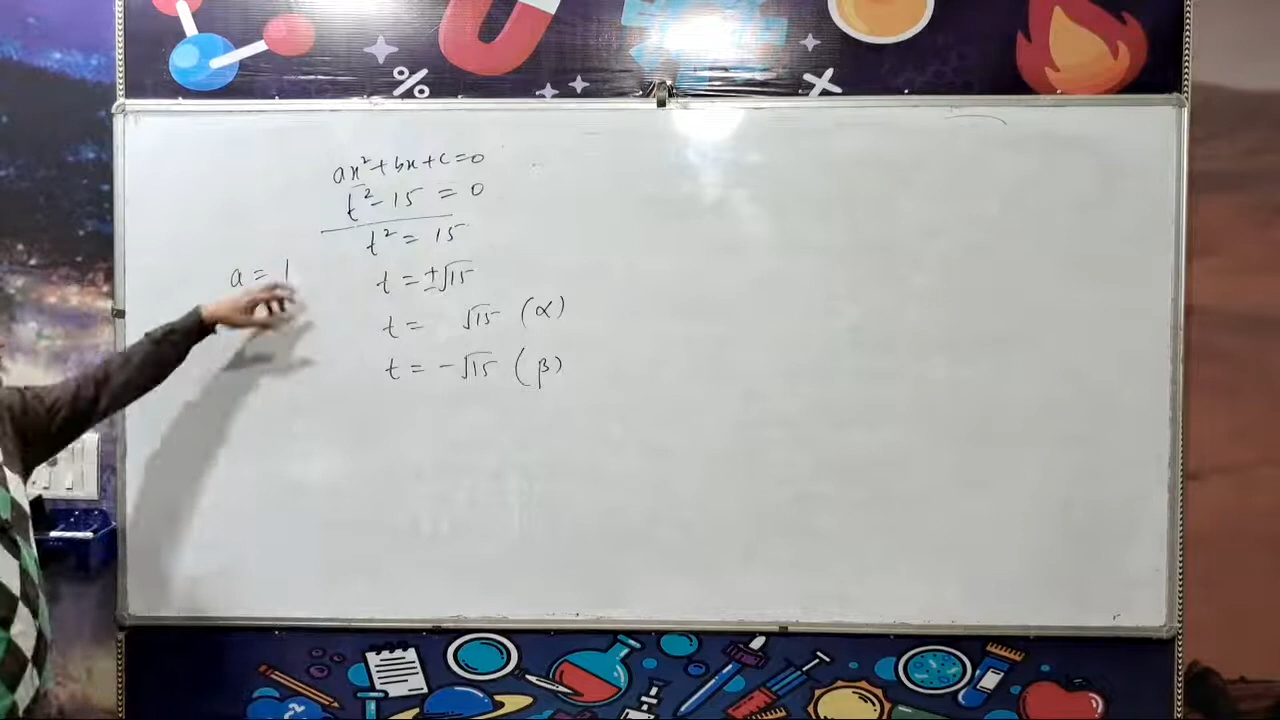 ax² + bx + c = 0
t² - 15 = 0
t² = 15
a = 1
t = ±√15
t = √15 (α)
t = -√15 (β)
%